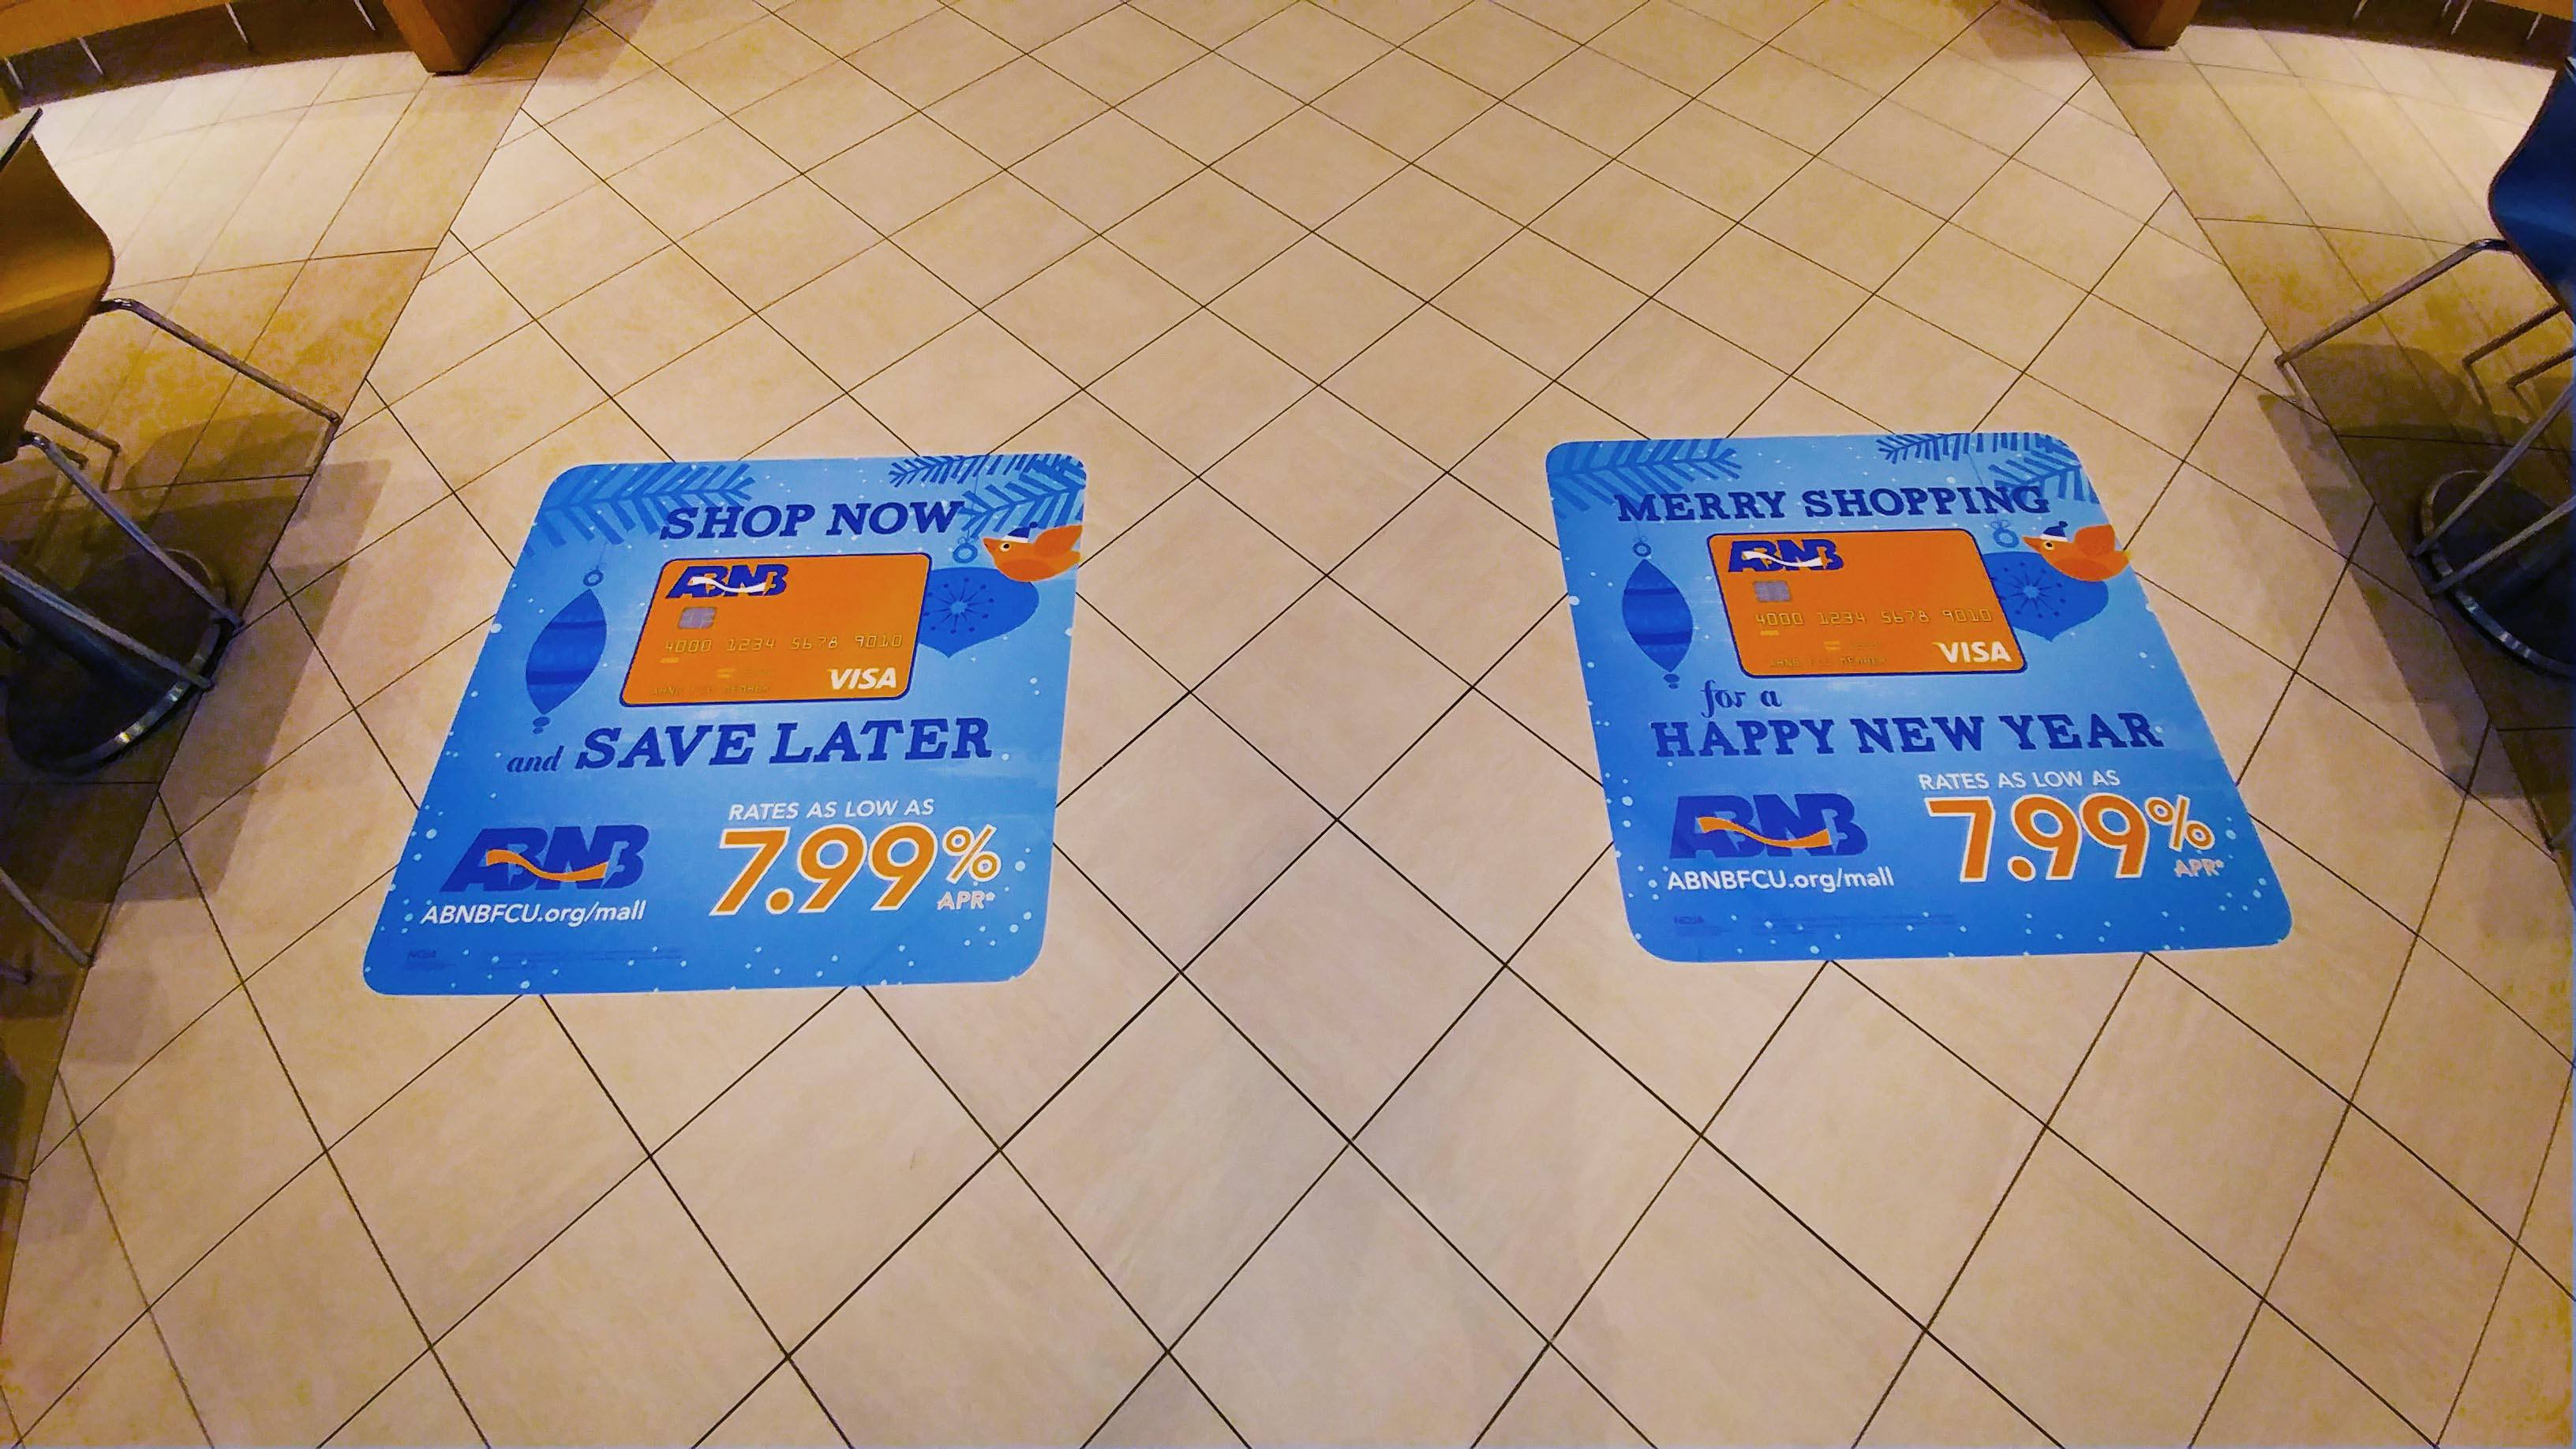 SHOP NOW
ABNB
4000 1234 5678 9010
VISA
and SAVE LATER
RATES AS LOW AS
7.99%
APR*
ABNB
ABNBFCU.org/mall
NCUA
MERRY SHOPPING
ABNB
4000 1234 5678 9010
VISA
for a
HAPPY NEW YEAR
RATES AS LOW AS
7.99%
APR*
ABNB
ABNBFCU.org/mall
NCUA